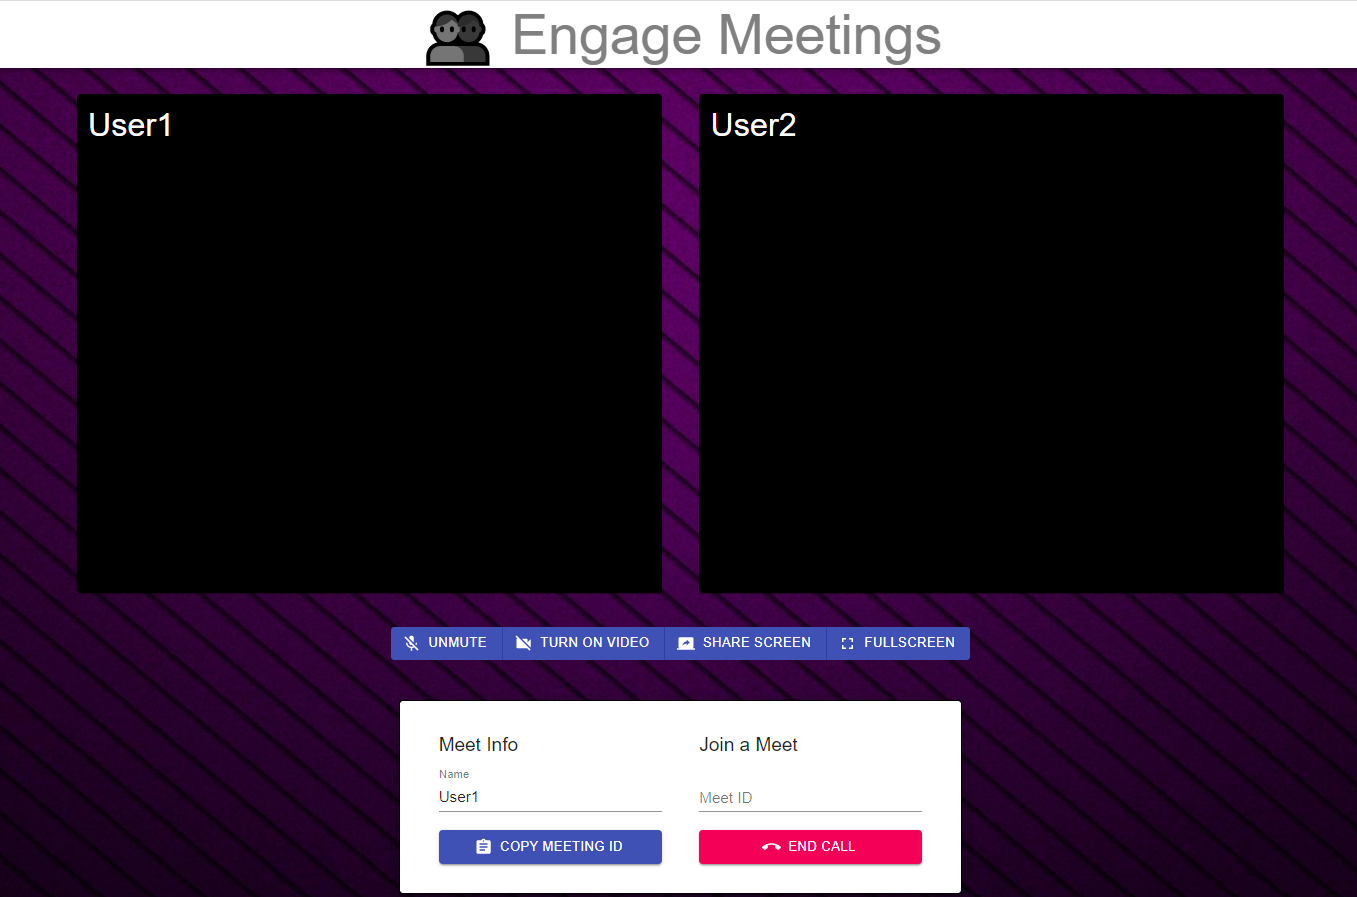 Engage Meetings
User1
User2
UNMUTE
TURN ON VIDEO
SHARE SCREEN
FULLSCREEN
Meet Info
Name
User1
COPY MEETING ID
Join a Meet
Meet ID
END CALL